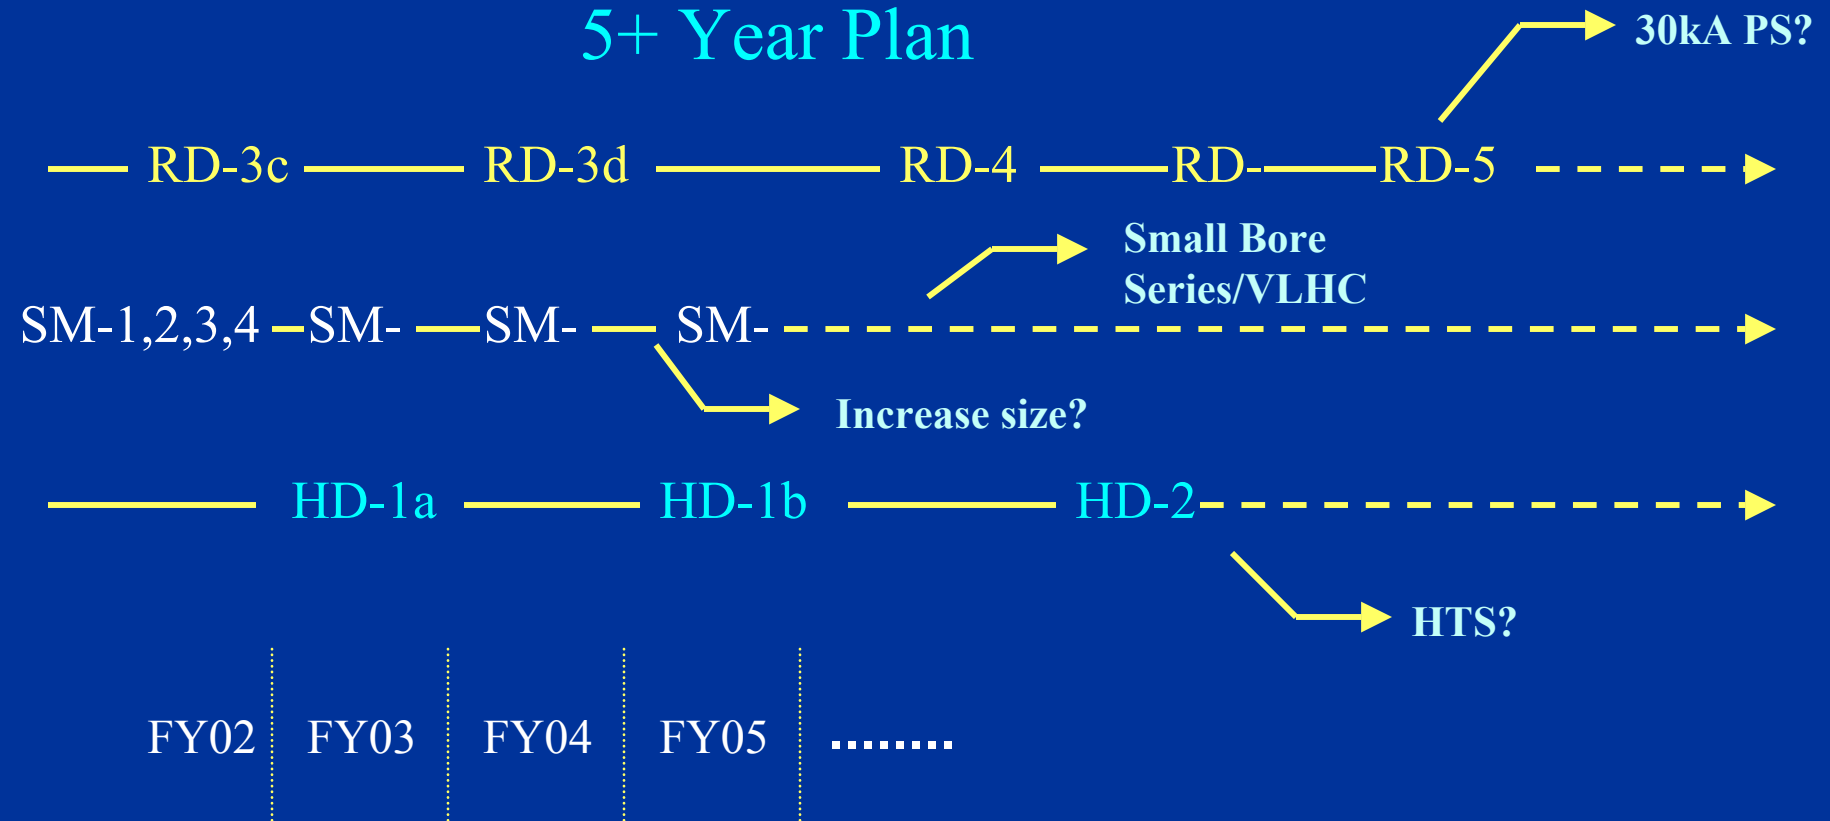 5+ Year Plan
30kA PS?
RD-3c RD-3d RD-4 RD- RD-5
Small Bore
Series/VLHC
SM-1,2,3,4 SM- SM- SM-
Increase size?
HD-1a HD-1b HD-2
HTS?
FY02 FY03 FY04 FY05 .........